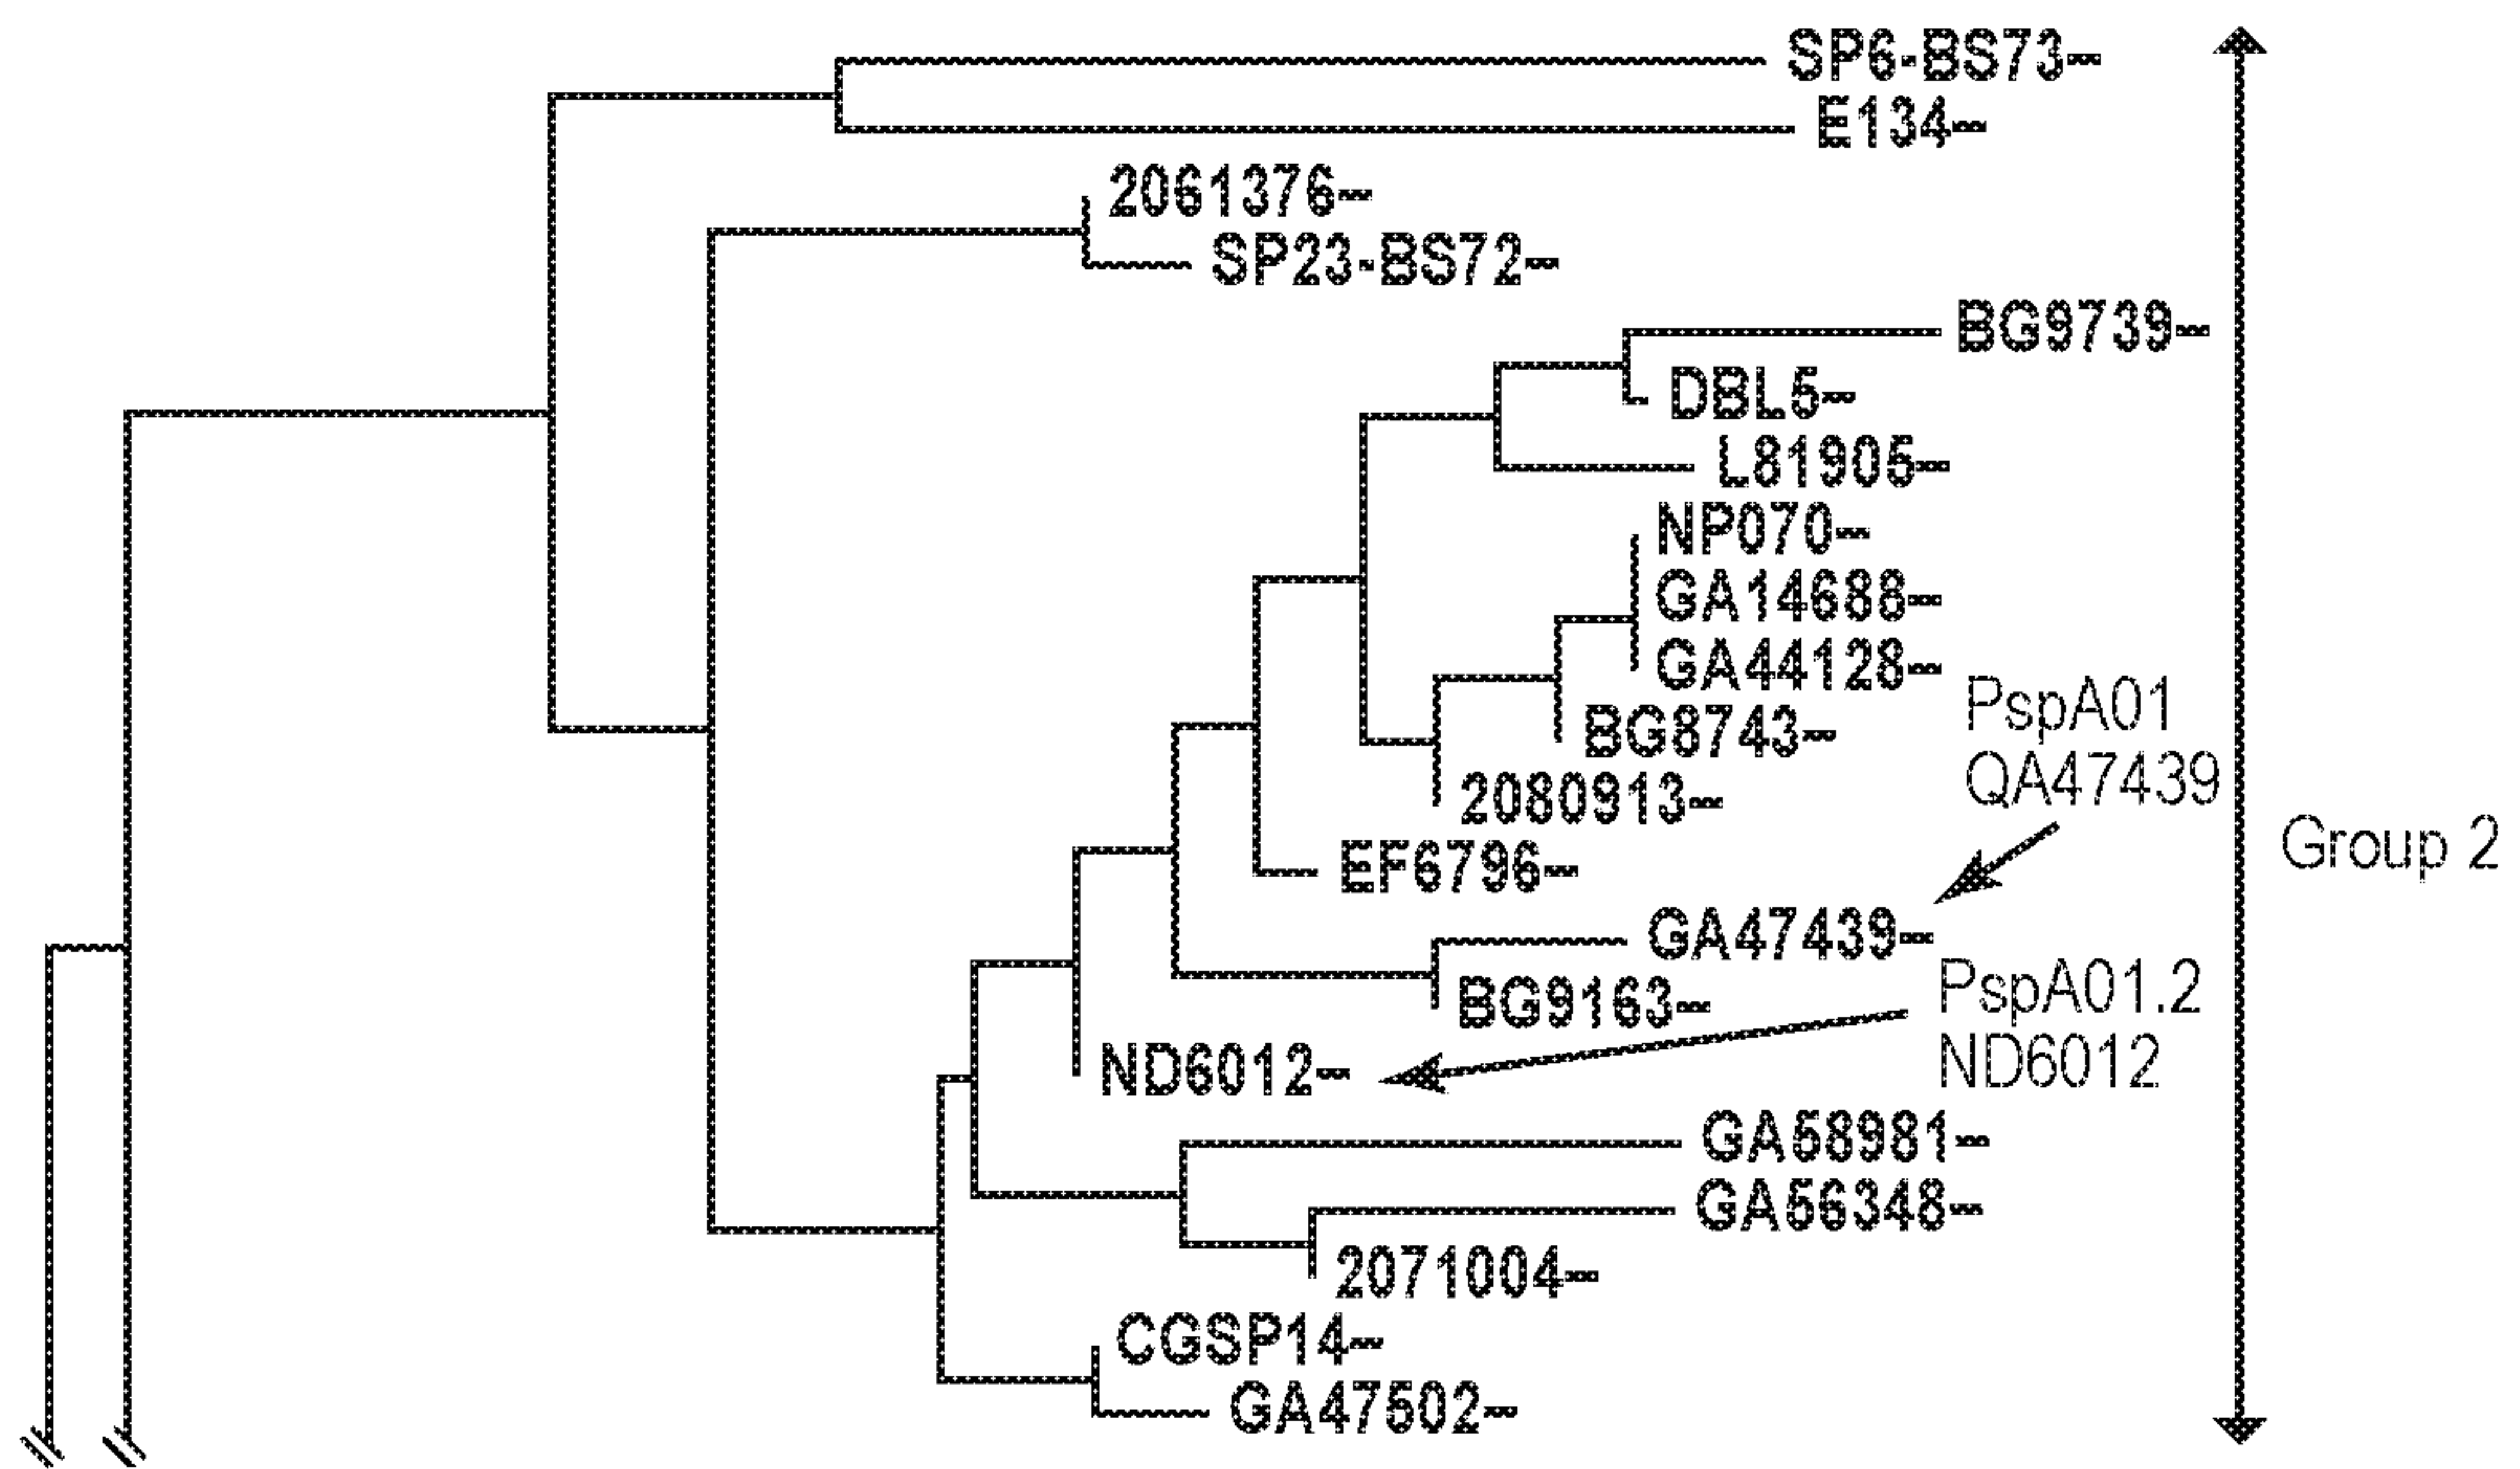 SP6-BS73--
E134--
2061376--
SP23-BS72--
BG9739--
DBL5--
L81905--
NP070--
GA14688--
GA44128--
BG8743--
PspA01
QA47439
2080913--
Group 2
EF6796--
GA47439--
BG9163--
PspA01.2
ND6012
ND6012--
GA58981--
GA56348--
2071004--
CGSP14--
GA47502--